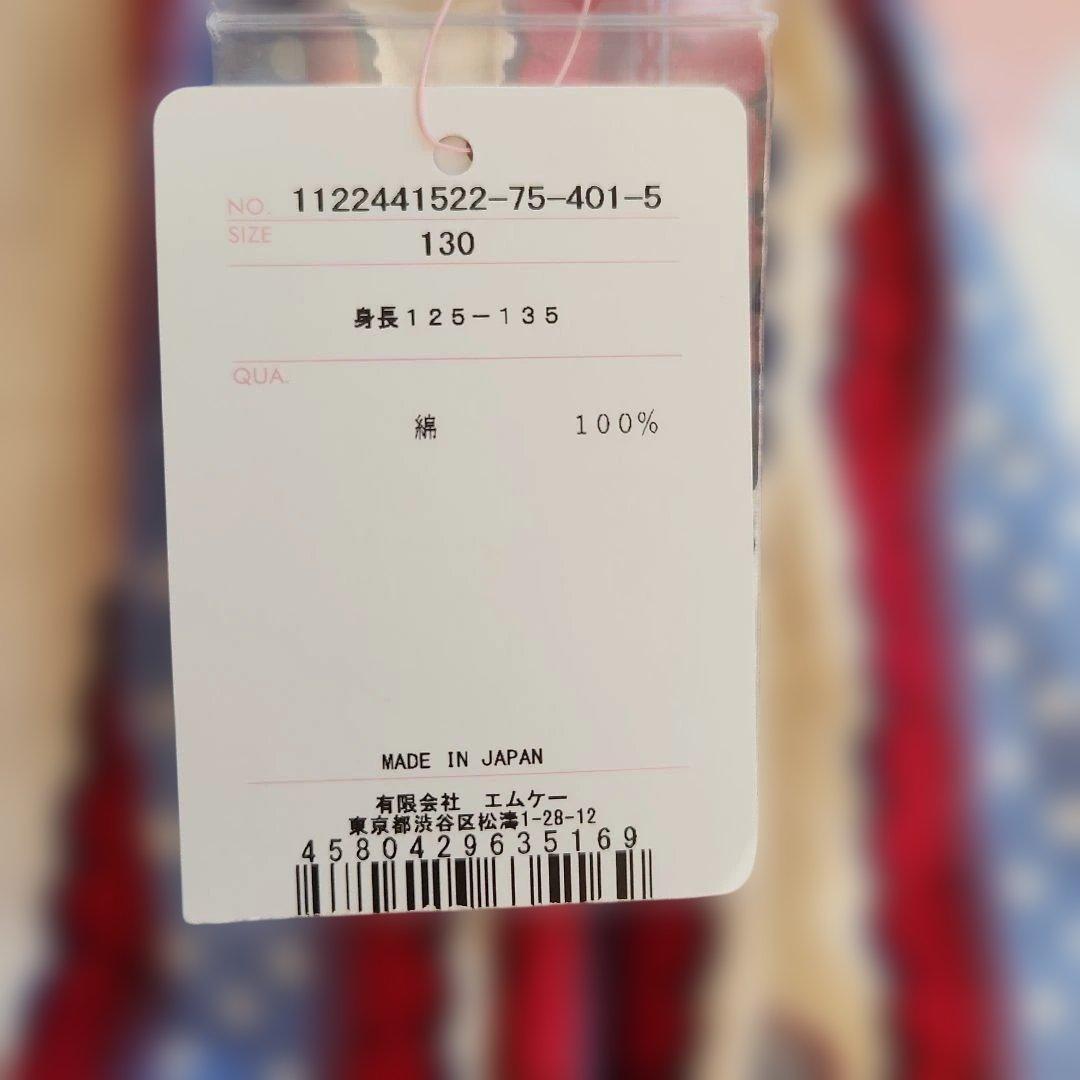 NO. 1122441522-75-401-5
SIZE 130
身長125-135
QUA.
綿 100%
MADE IN JAPAN
有限会社 エムケー
東京都渋谷区松濤1-28-12
4580429635169